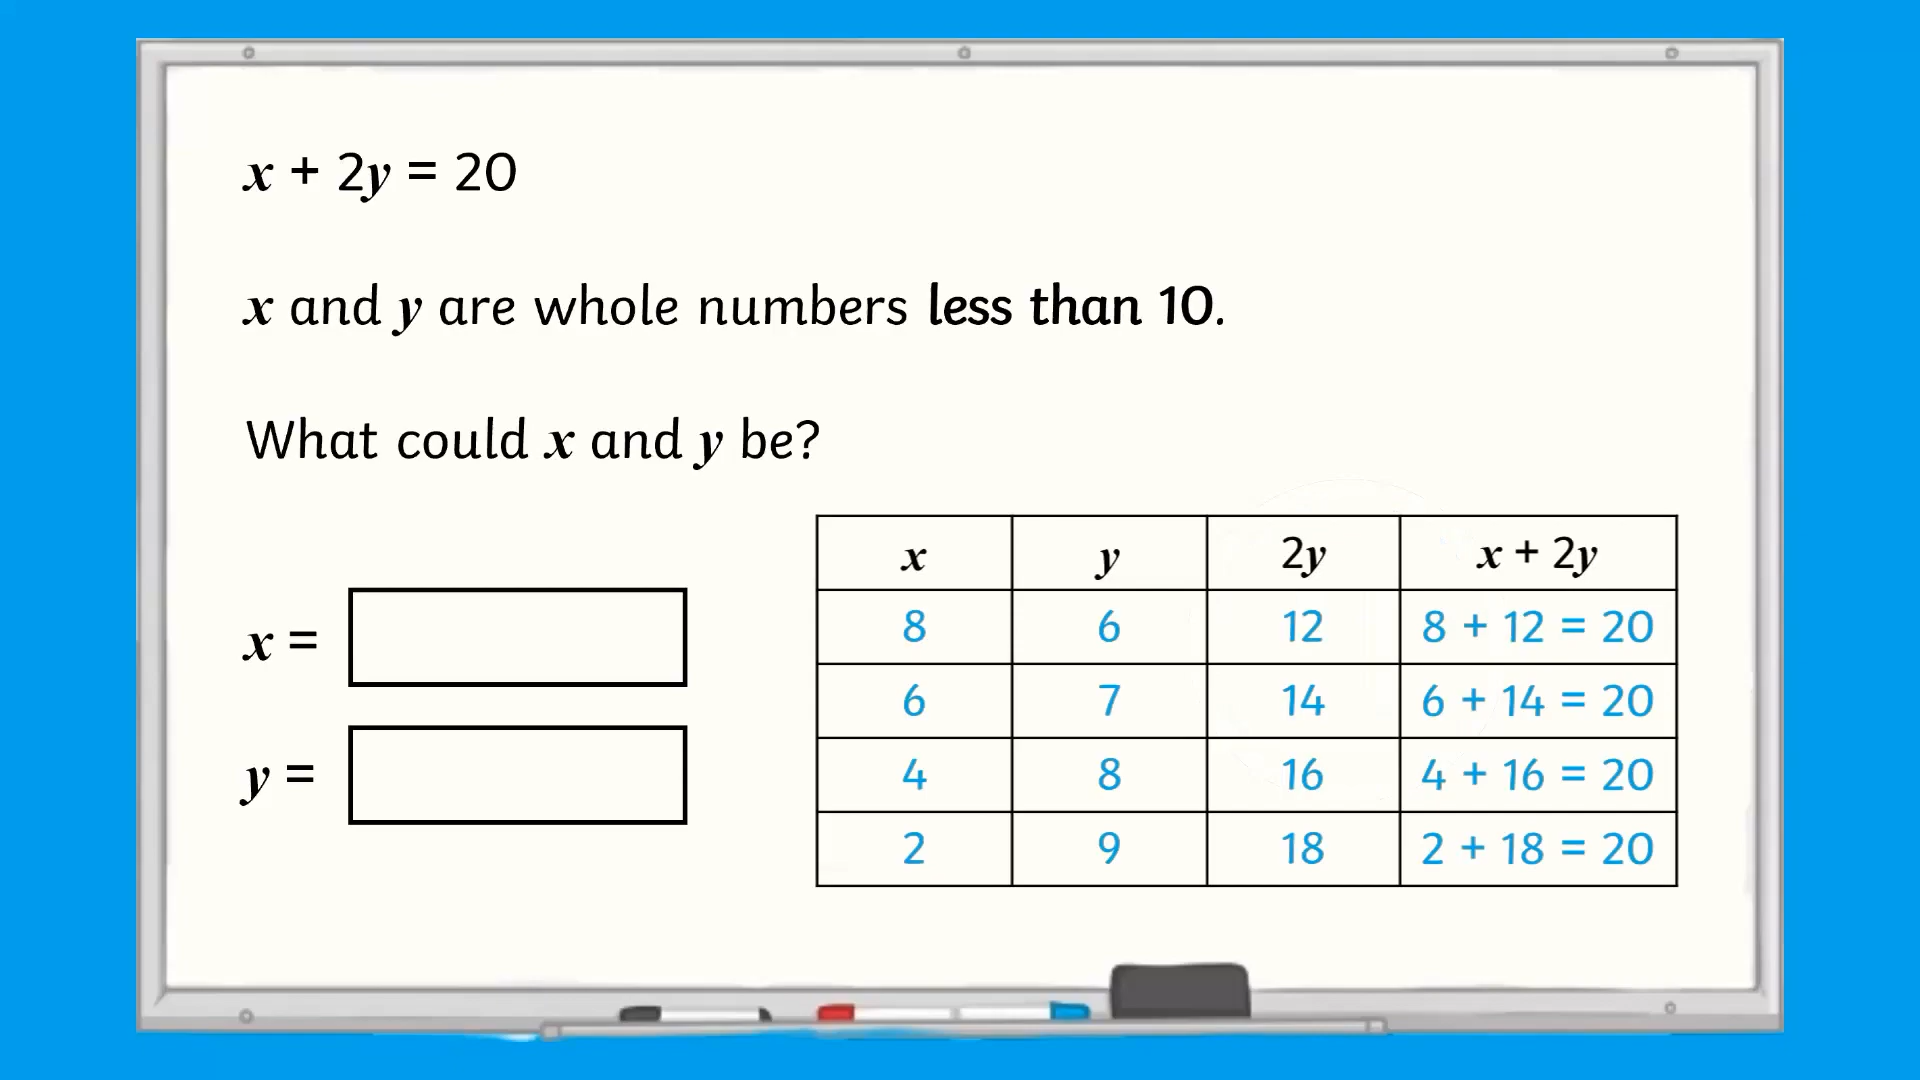 x + 2y = 20
x and y are whole numbers less than 10.
What could x and y be?
x =
y =
x y 2y x + 2y
8 6 12 8 + 12 = 20
6 7 14 6 + 14 = 20
4 8 16 4 + 16 = 20
2 9 18 2 + 18 = 20